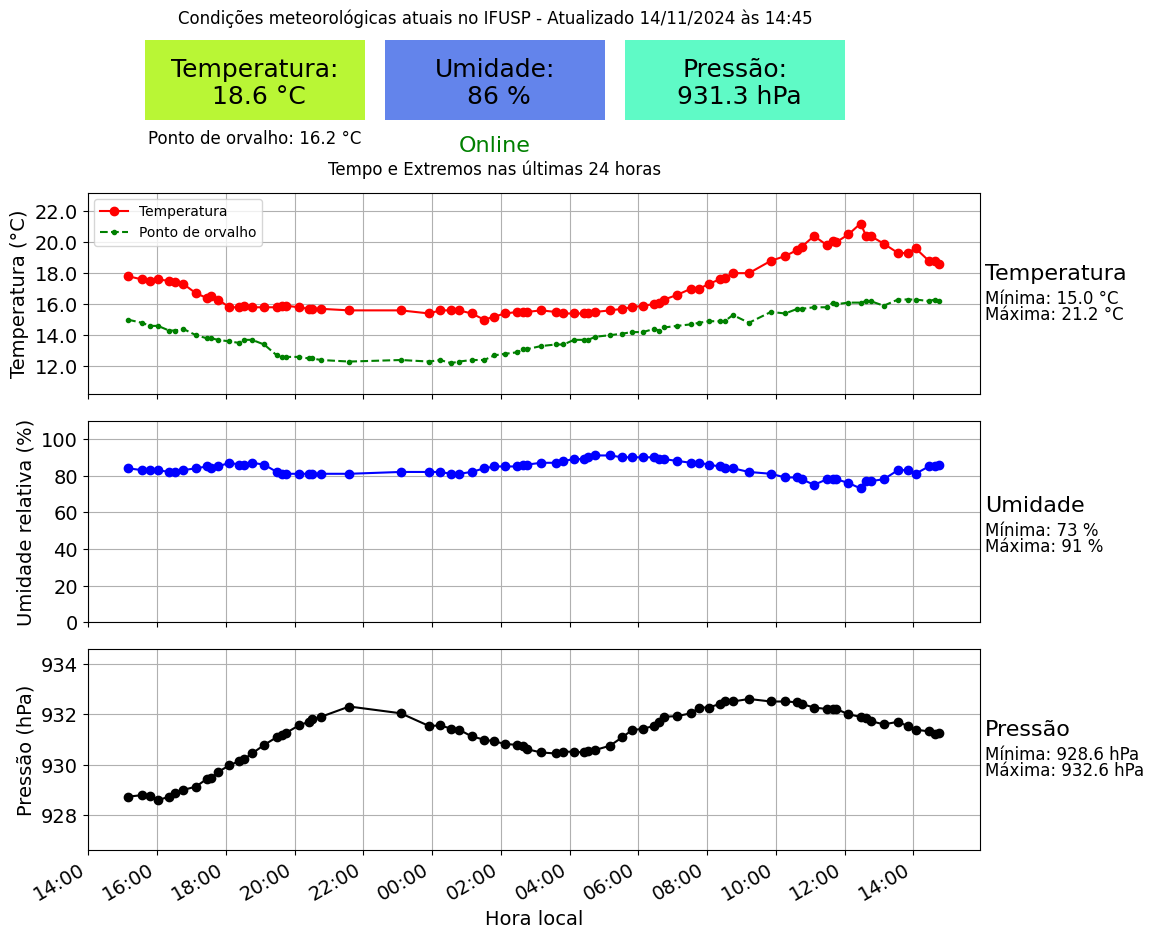 Condições meteorológicas atuais no IFUSP - Atualizado 14/11/2024 às 14:45
Temperatura:
18.6 °C
Umidade:
86 %
Pressão:
931.3 hPa
Ponto de orvalho: 16.2 °C
Online
Tempo e Extremos nas últimas 24 horas
Temperatura (°C)
22.0
20.0
18.0
16.0
14.0
12.0
Temperatura
Ponto de orvalho
Temperatura
Mínima: 15.0 °C
Máxima: 21.2 °C
Umidade relativa (%)
100
80
60
40
20
0
Umidade
Mínima: 73 %
Máxima: 91 %
Pressão (hPa)
934
932
930
928
Pressão
Mínima: 928.6 hPa
Máxima: 932.6 hPa
14:00 16:00 18:00 20:00 22:00 00:00 02:00 04:00 06:00 08:00 10:00 12:00 14:00
Hora local